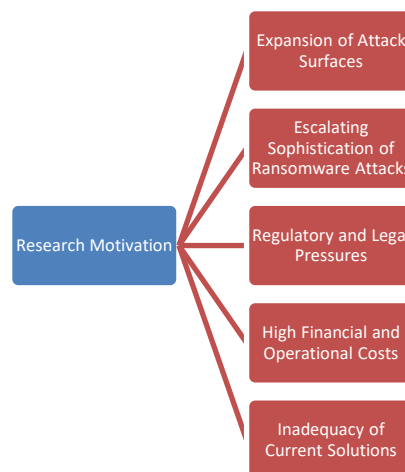 Expansion of Attack
Surfaces
Escalating
Sophistication of
Ransomware Attacks
Research Motivation
Regulatory and Legal
Pressures
High Financial and
Operational Costs
Inadequacy of
Current Solutions